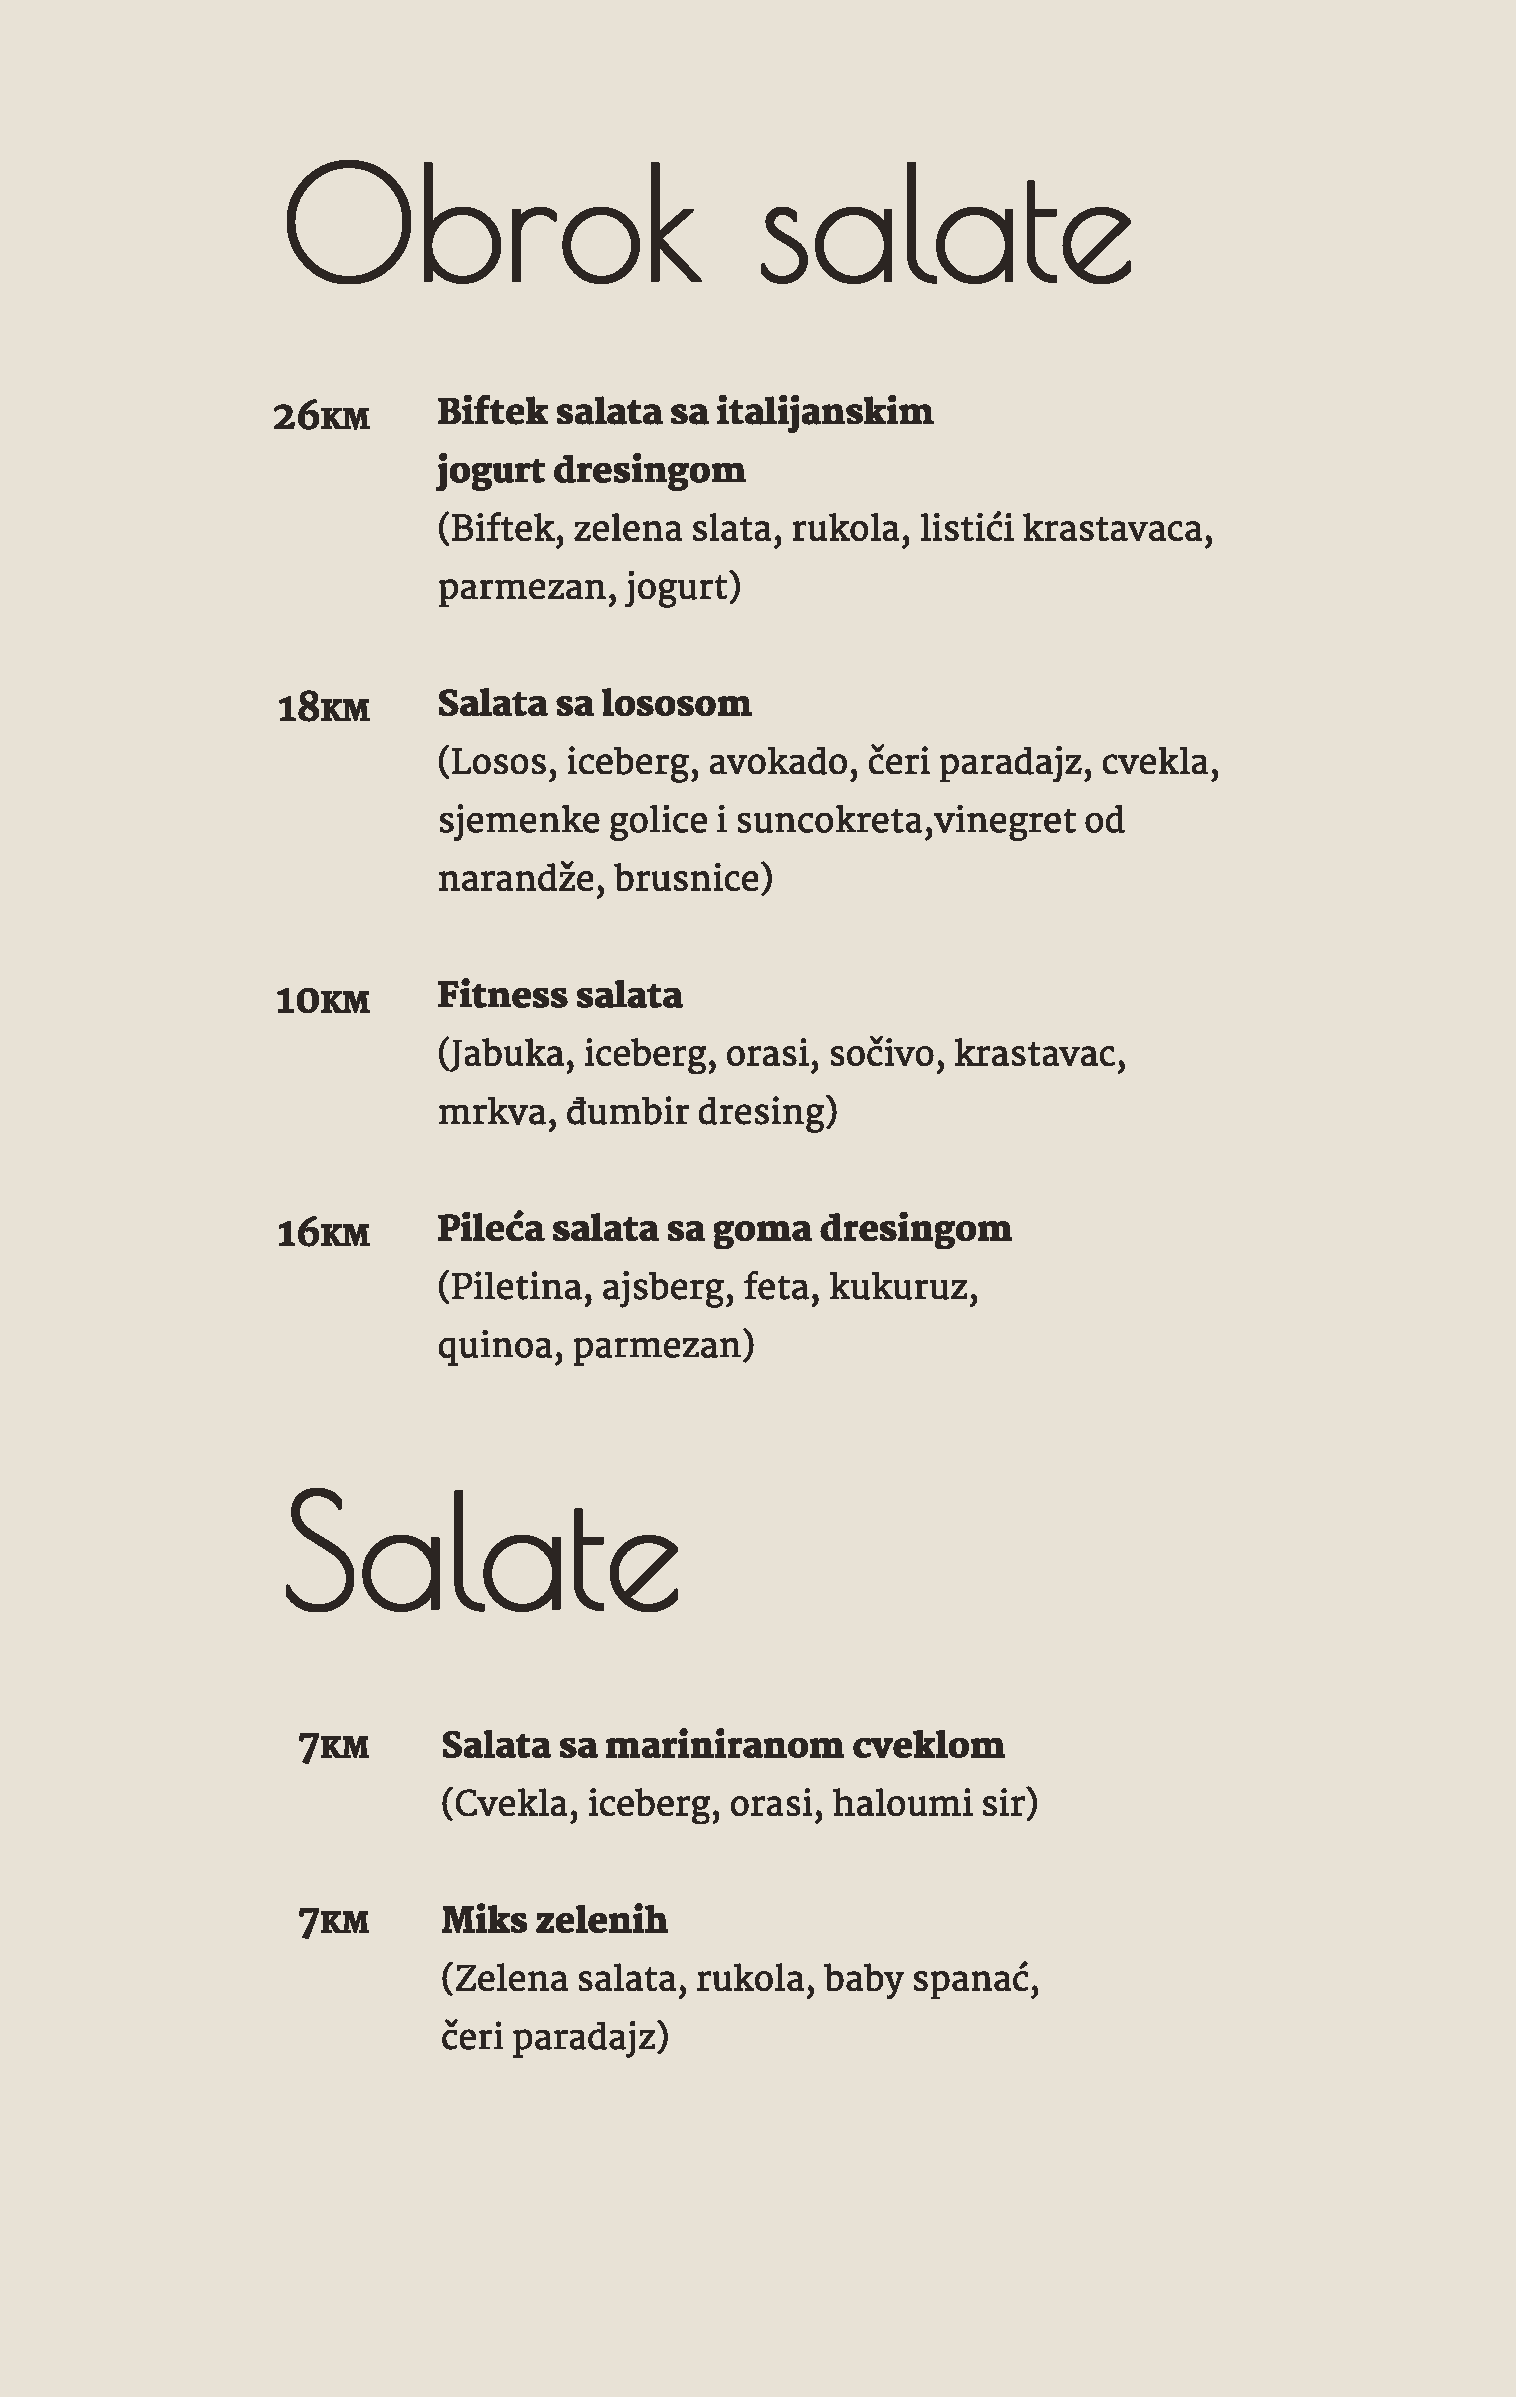 Obrok salate
26KM Biftek salata sa italijanskim
jogurt dresingom
(Biftek, zelena slata, rukola, listići krastavaca,
parmezan, jogurt)
18KM Salata sa lososom
(Losos, iceberg, avokado, čeri paradajz, cvekla,
sjemenke golice i suncokreta,vinegret od
narandže, brusnice)
10KM Fitness salata
(Jabuka, iceberg, orasi, sočivo, krastavac,
mrkva, đumbir dresing)
16KM Pileća salata sa goma dresingom
(Piletina, ajsberg, feta, kukuruz,
quinoa, parmezan)
Salate
7KM Salata sa mariniranom cveklom
(Cvekla, iceberg, orasi, haloumi sir)
7KM Miks zelenih
(Zelena salata, rukola, baby spanać,
čeri paradajz)